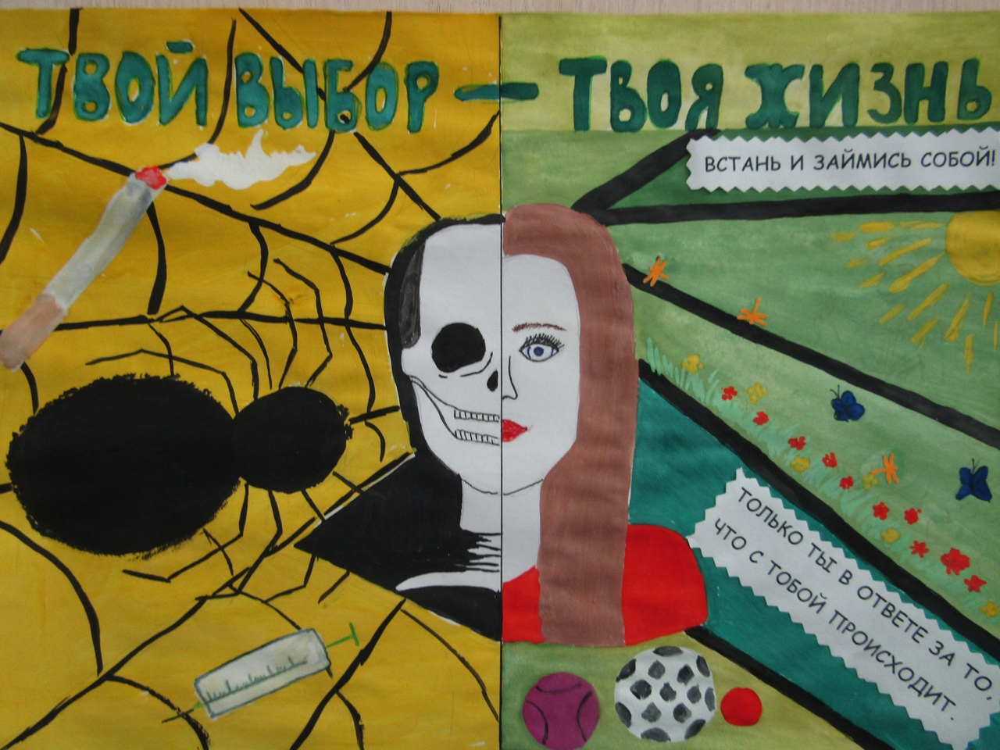 ТВОЙ ВЫБОР — ТВОЯ ЖИЗНЬ
ВСТАНЬ И ЗАЙМИСЬ СОБОЙ!
ТОЛЬКО ТЫ В ОТВЕТЕ ЗА ТО,
ЧТО С ТОБОЙ ПРОИСХОДИТ.